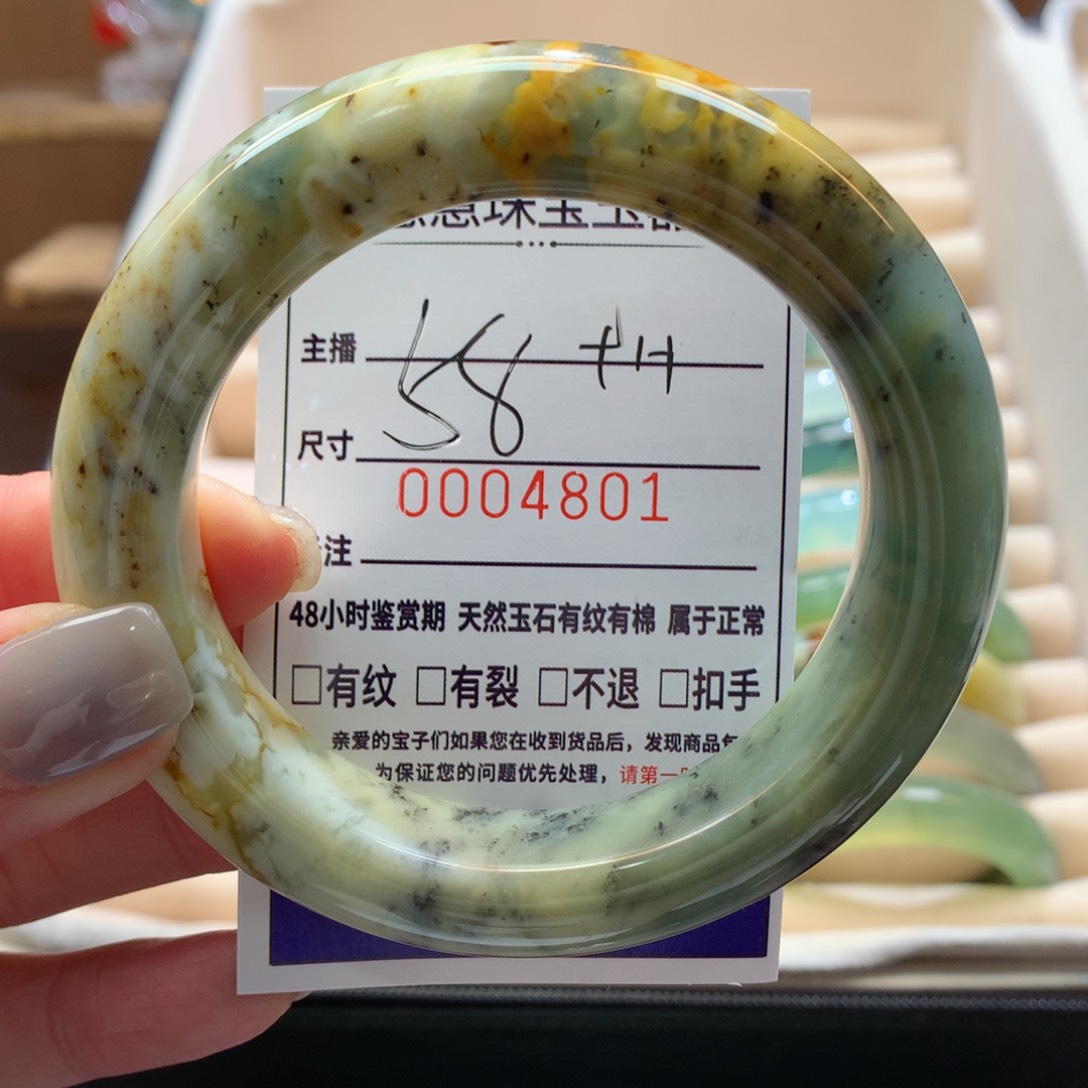 珠宝玉
主播 58
尺寸
0004801
注
48小时鉴赏期 天然玉石有纹有棉 属于正常
□有纹 □有裂 □不退 □扣手
亲爱的宝子们如果您在收到货品后，发现商品
为保证您的问题优先处理，请第一